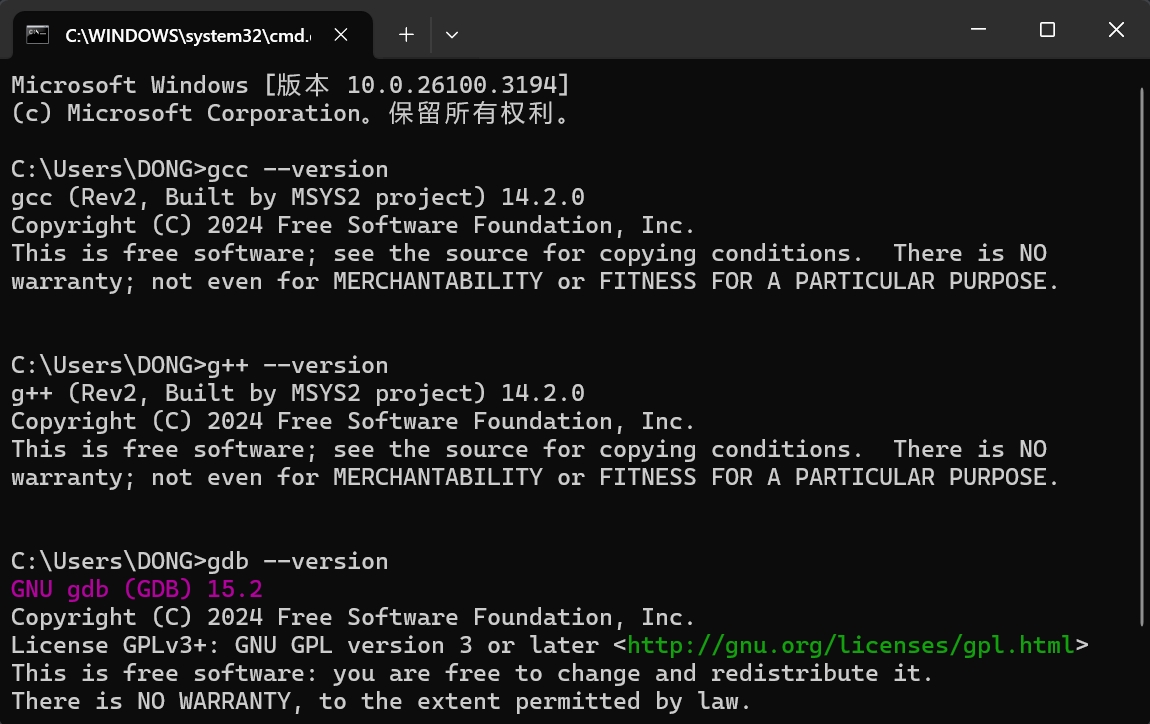 C:\WINDOWS\system32\cmd.
Microsoft Windows [版本 10.0.26100.3194]
(c) Microsoft Corporation。保留所有权利。
C:\Users\DONG>gcc --version
gcc (Rev2, Built by MSYS2 project) 14.2.0
Copyright (C) 2024 Free Software Foundation, Inc.
This is free software; see the source for copying conditions.  There is NO
warranty; not even for MERCHANTABILITY or FITNESS FOR A PARTICULAR PURPOSE.
C:\Users\DONG>g++ --version
g++ (Rev2, Built by MSYS2 project) 14.2.0
Copyright (C) 2024 Free Software Foundation, Inc.
This is free software; see the source for copying conditions.  There is NO
warranty; not even for MERCHANTABILITY or FITNESS FOR A PARTICULAR PURPOSE.
C:\Users\DONG>gdb --version
GNU gdb (GDB) 15.2
Copyright (C) 2024 Free Software Foundation, Inc.
License GPLv3+: GNU GPL version 3 or later <http://gnu.org/licenses/gpl.html>
This is free software: you are free to change and redistribute it.
There is NO WARRANTY, to the extent permitted by law.